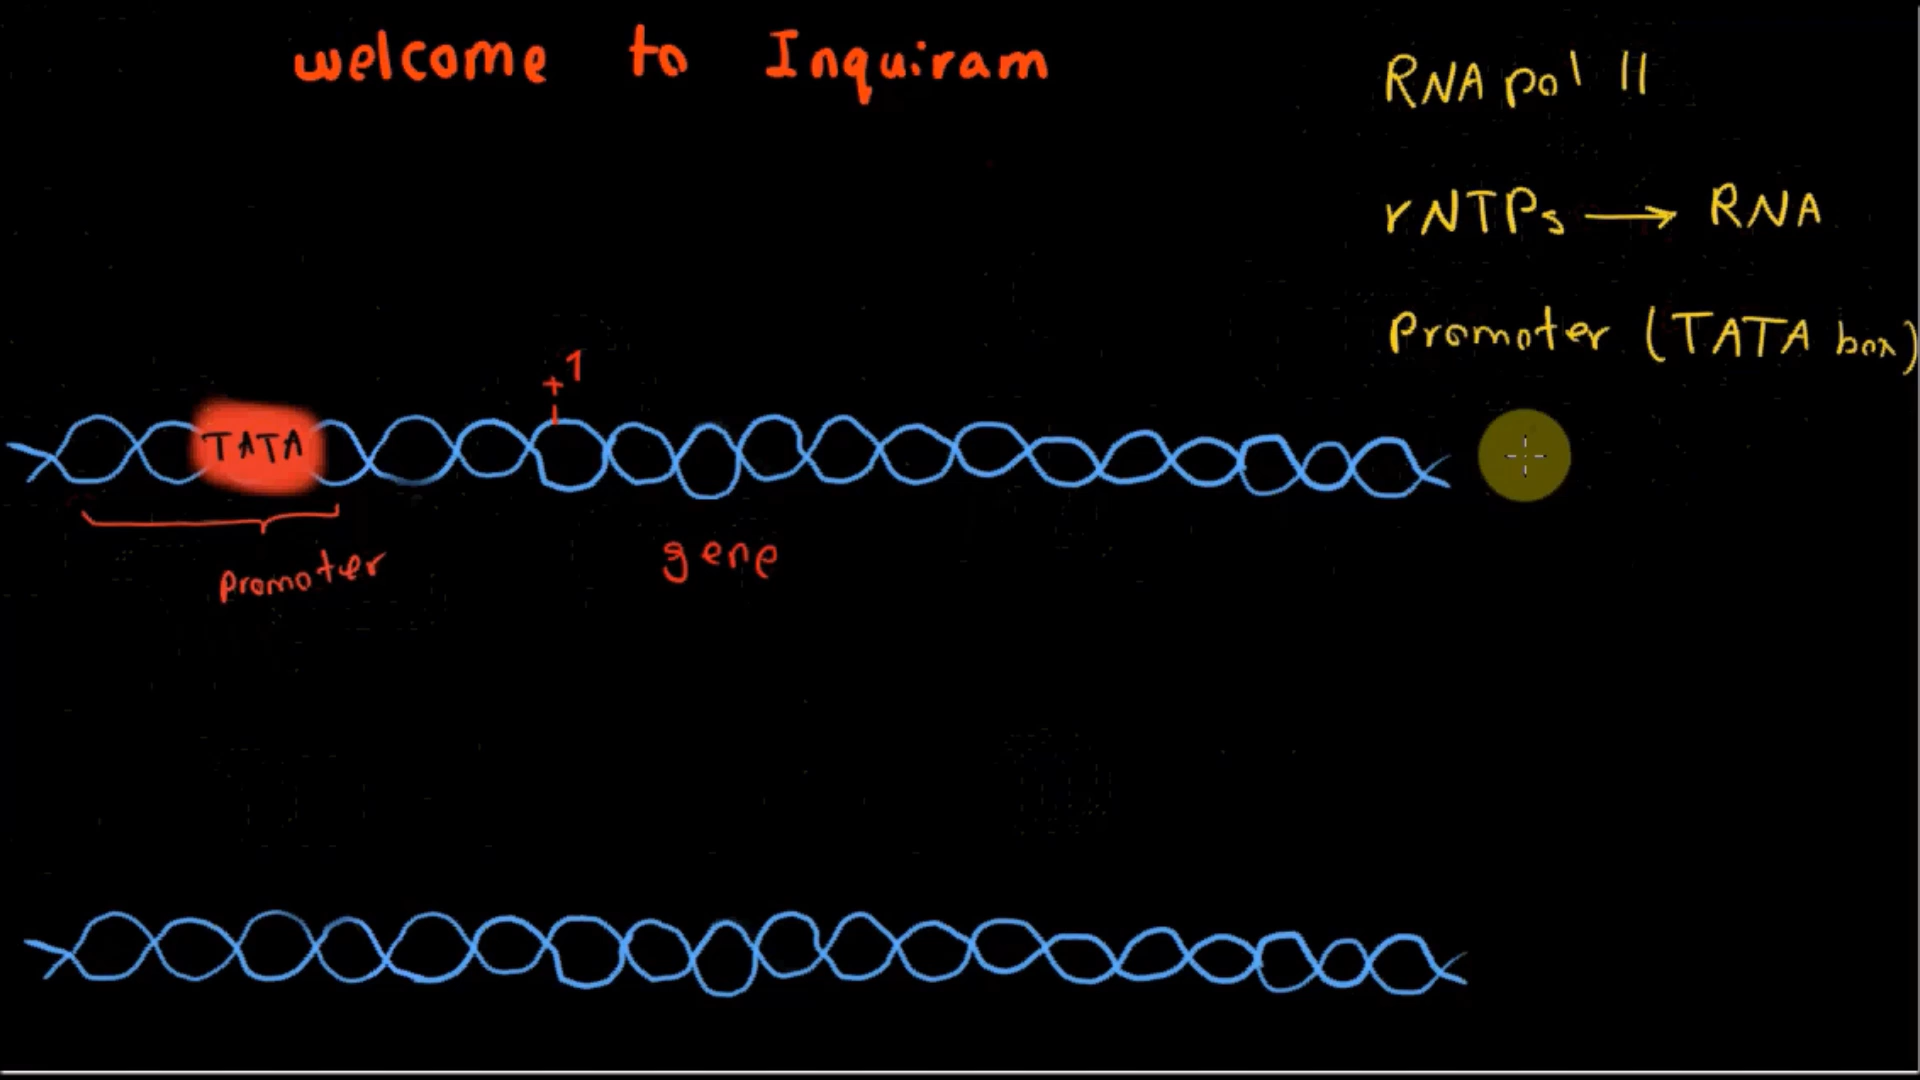 welcome to Inquiram
RNA pol II
rNTPs → RNA
Promoter (TATA box)
+1
TATA
gene
Promoter